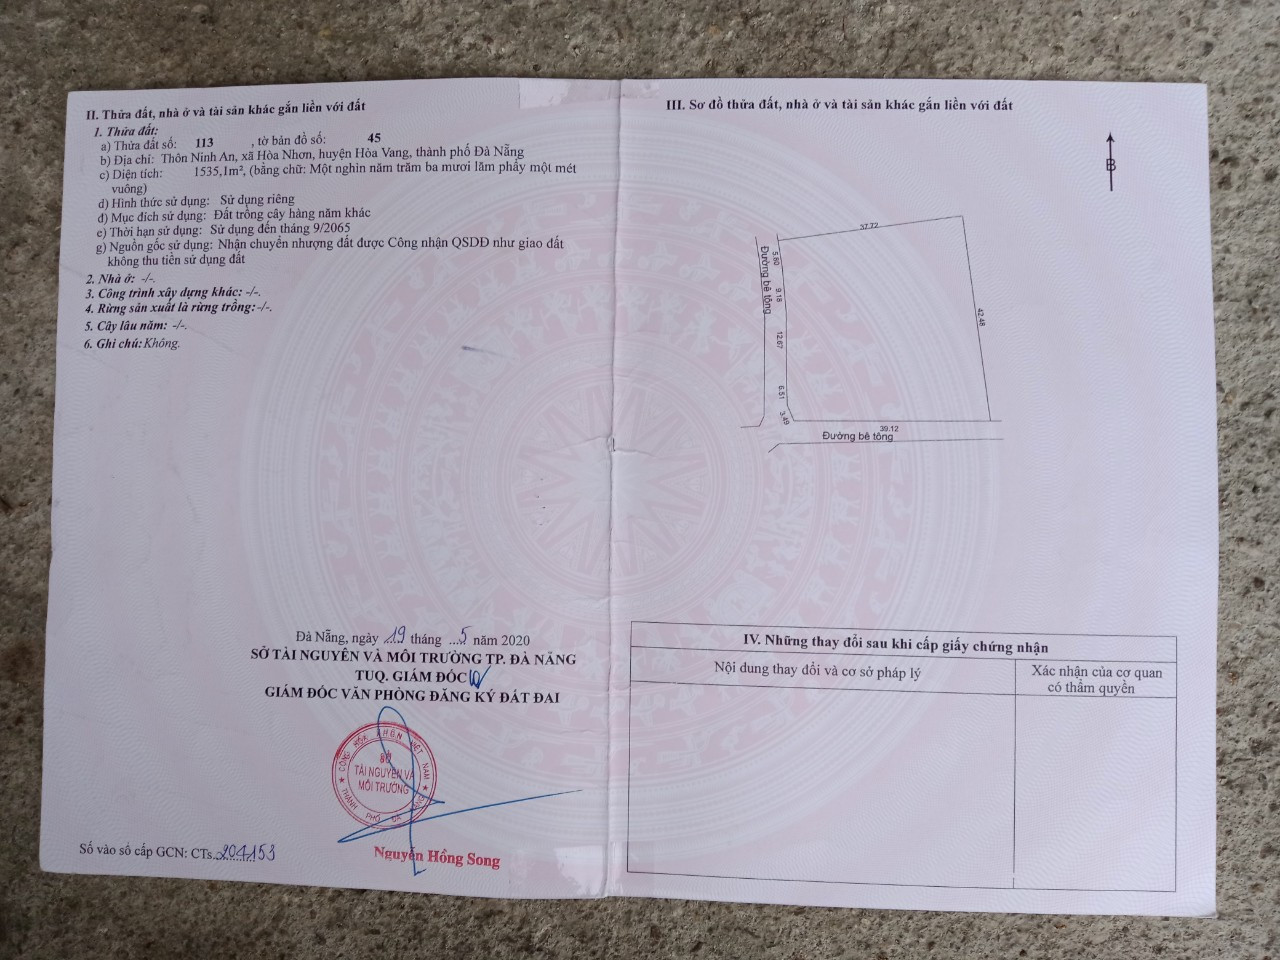 II. Thửa đất, nhà ở và tài sản khác gắn liền với đất
1. Thửa đất:
a) Thửa đất số: 113 , tờ bản đồ số: 45
b) Địa chỉ: Thôn Ninh An, xã Hòa Nhơn, huyện Hòa Vang, thành phố Đà Nẵng
c) Diện tích: 1535,1m², (bằng chữ: Một nghìn năm trăm ba mươi lăm phẩy một mét
vuông)
d) Hình thức sử dụng: Sử dụng riêng
đ) Mục đích sử dụng: Đất trồng cây hàng năm khác
e) Thời hạn sử dụng: Sử dụng đến tháng 9/2065
g) Nguồn gốc sử dụng: Nhận chuyển nhượng đất được Công nhận QSDĐ như giao đất
không thu tiền sử dụng đất
2. Nhà ở: -/-.
3. Công trình xây dựng khác: -/-.
4. Rừng sản xuất là rừng trồng: -/-.
5. Cây lâu năm: -/-.
6. Ghi chú: Không.
Đà Nẵng, ngày 19 tháng 5 năm 2020
SỞ TÀI NGUYÊN VÀ MÔI TRƯỜNG TP. ĐÀ NẴNG
TUQ. GIÁM ĐỐC
GIÁM ĐỐC VĂN PHÒNG ĐĂNG KÝ ĐẤT ĐAI
CỘNG HÒA X.H.C.N VIỆT NAM
SỞ
TÀI NGUYÊN VÀ
MÔI TRƯỜNG
THÀNH PHỐ ĐÀ NẴNG
Nguyễn Hồng Song
Số vào sổ cấp GCN: CTs 204153
III. Sơ đồ thửa đất, nhà ở và tài sản khác gắn liền với đất
B
37.72
5.80
Đường bê tông
9.18
42.48
12.67
6.51
3.49
39.12
Đường bê tông
IV. Những thay đổi sau khi cấp giấy chứng nhận
Nội dung thay đổi và cơ sở pháp lý
Xác nhận của cơ quan
có thẩm quyền